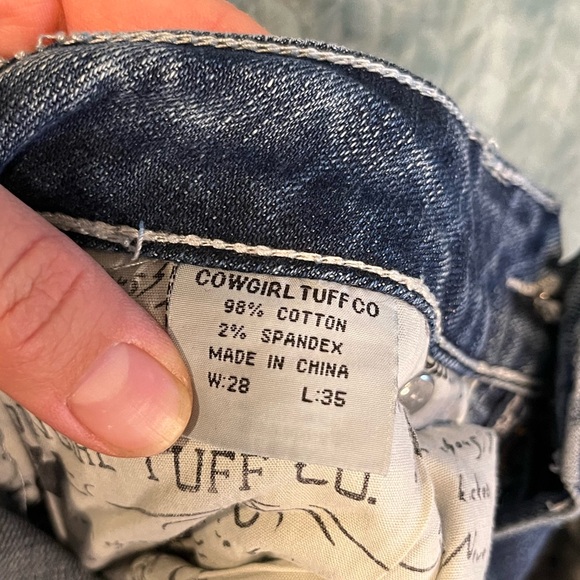 COWGIRL TUFF CO
98% COTTON
2% SPANDEX
MADE IN CHINA
W:28 L:35
TUFF CO.